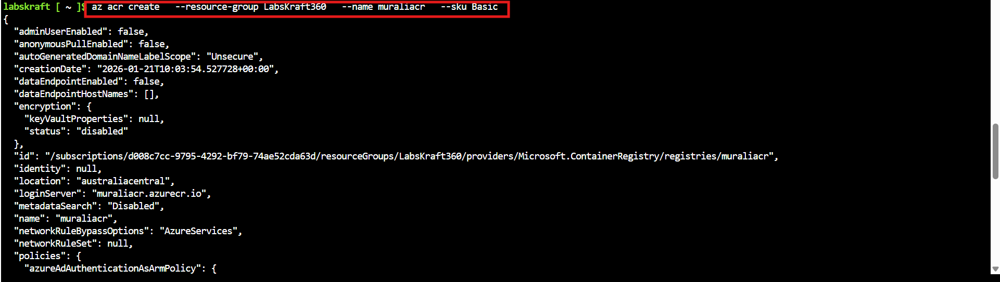 labskraft [ ~ ]$ az acr create   --resource-group LabsKraft360   --name muraliacr   --sku Basic
{
  "adminUserEnabled": false,
  "anonymousPullEnabled": false,
  "autoGeneratedDomainNameLabelScope": "Unsecure",
  "creationDate": "2026-01-21T10:03:54.527728+00:00",
  "dataEndpointEnabled": false,
  "dataEndpointHostNames": [],
  "encryption": {
    "keyVaultProperties": null,
    "status": "disabled"
  },
  "id": "/subscriptions/d008c7cc-9795-4292-bf79-74ae52cda63d/resourceGroups/LabsKraft360/providers/Microsoft.ContainerRegistry/registries/muraliacr",
  "identity": null,
  "location": "australiacentral",
  "loginServer": "muraliacr.azurecr.io",
  "metadataSearch": "Disabled",
  "name": "muraliacr",
  "networkRuleBypassOptions": "AzureServices",
  "networkRuleSet": null,
  "policies": {
    "azureAdAuthenticationAsArmPolicy": {